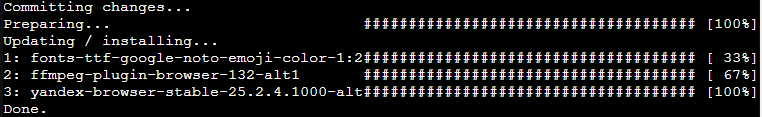 Committing changes...
Preparing... ##################################### [100%]
Updating / installing...
1: fonts-ttf-google-noto-emoji-color-1:2##################################### [ 33%]
2: ffmpeg-plugin-browser-132-alt1 ##################################### [ 67%]
3: yandex-browser-stable-25.2.4.1000-alt##################################### [100%]
Done.